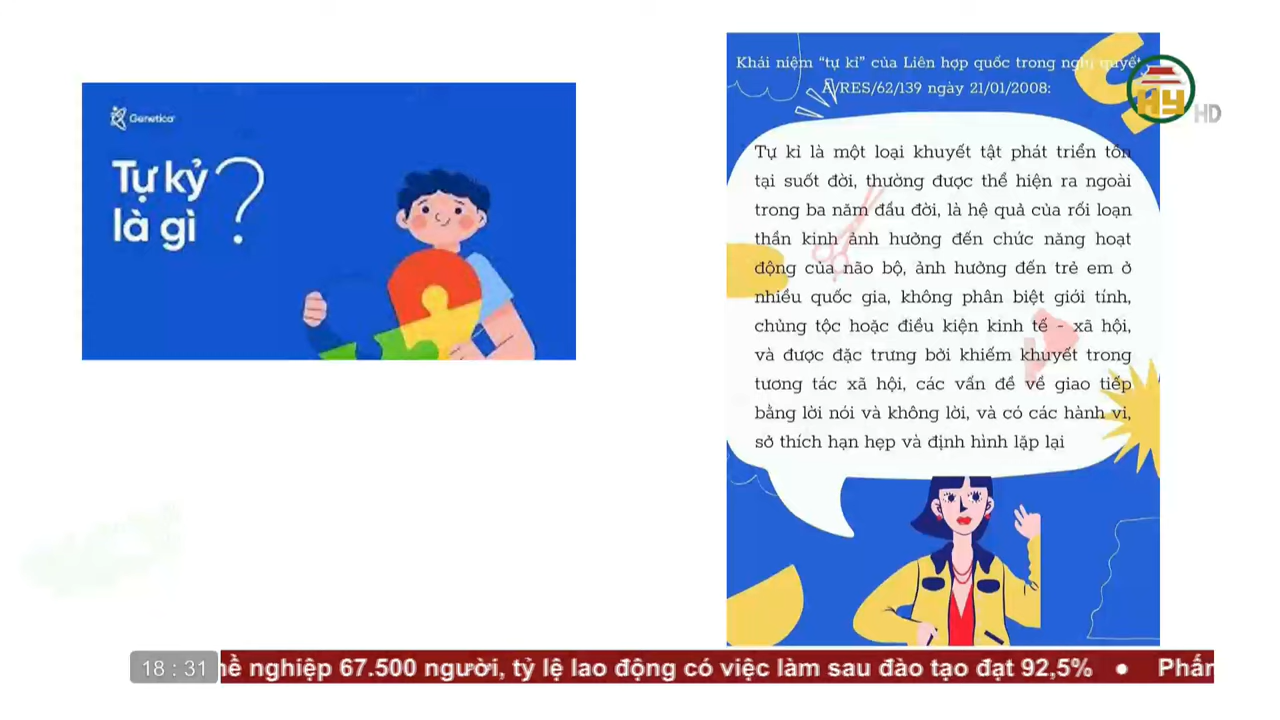 Genetica
Tự kỷ
là gì ?
Khái niệm “tự kỉ” của Liên hợp quốc trong nghị quyết
A/RES/62/139 ngày 21/01/2008:
Tự kỉ là một loại khuyết tật phát triển tồn
tại suốt đời, thường được thể hiện ra ngoài
trong ba năm đầu đời, là hệ quả của rối loạn
thần kinh ảnh hưởng đến chức năng hoạt
động của não bộ, ảnh hưởng đến trẻ em ở
nhiều quốc gia, không phân biệt giới tính,
chủng tộc hoặc điều kiện kinh tế - xã hội,
và được đặc trưng bởi khiếm khuyết trong
tương tác xã hội, các vấn đề về giao tiếp
bằng lời nói và không lời, và có các hành vi,
sở thích hạn hẹp và định hình lặp lại
HY HD
18 : 31 nghiệp 67.500 người, tỷ lệ lao động có việc làm sau đào tạo đạt 92,5% ● Phấn